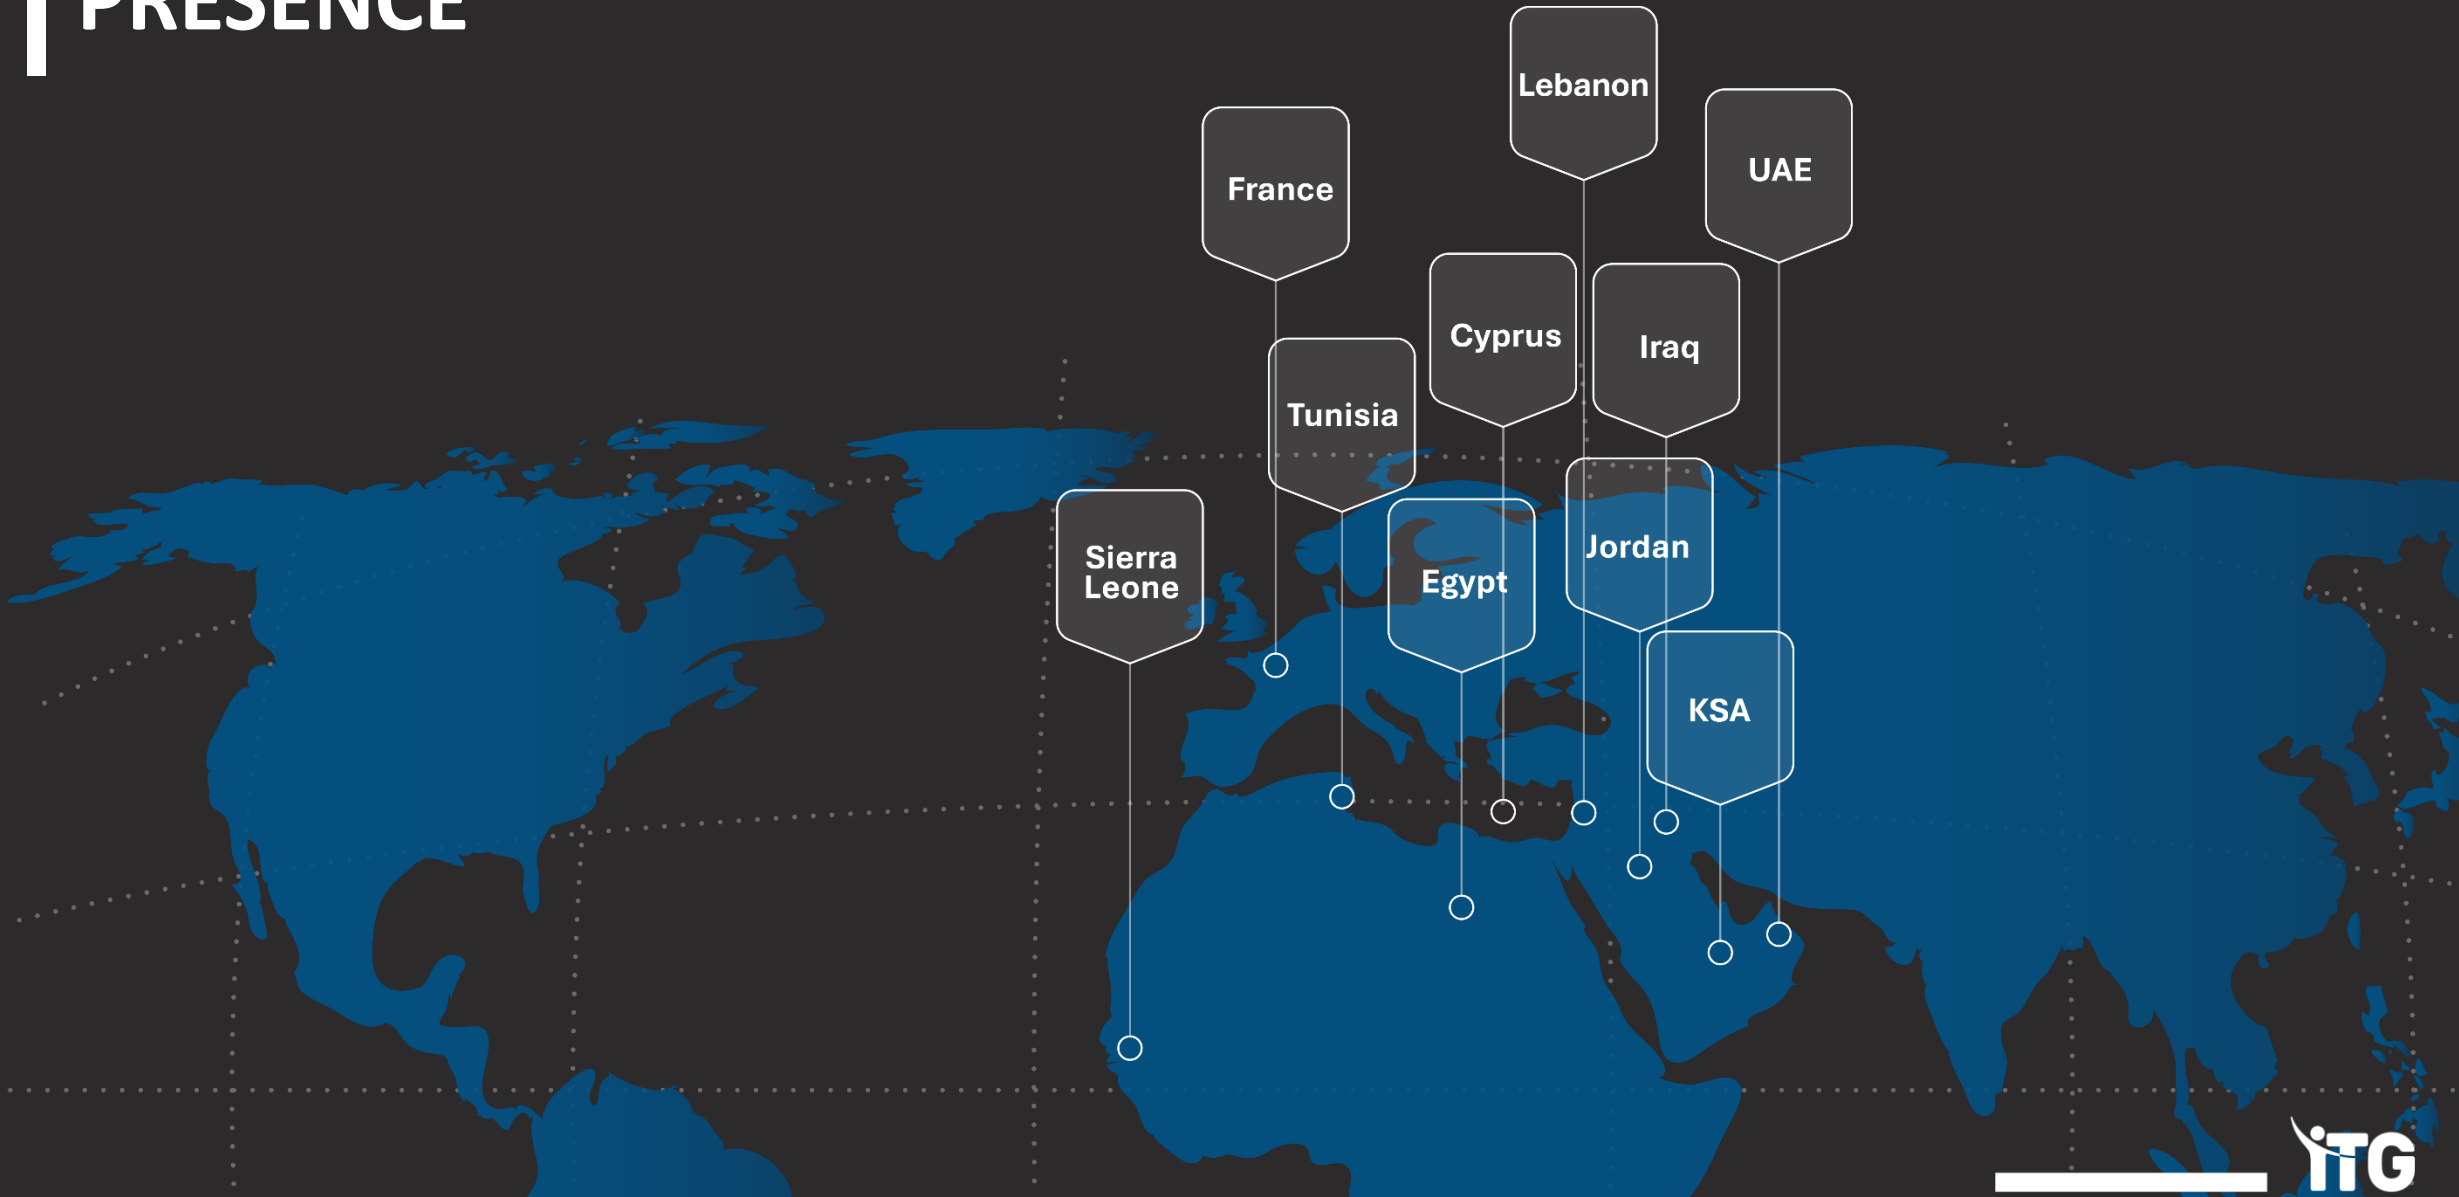 PRESENCE
Lebanon
UAE
France
Cyprus
Iraq
Tunisia
Jordan
Sierra
Leone
Egypt
KSA
iTG